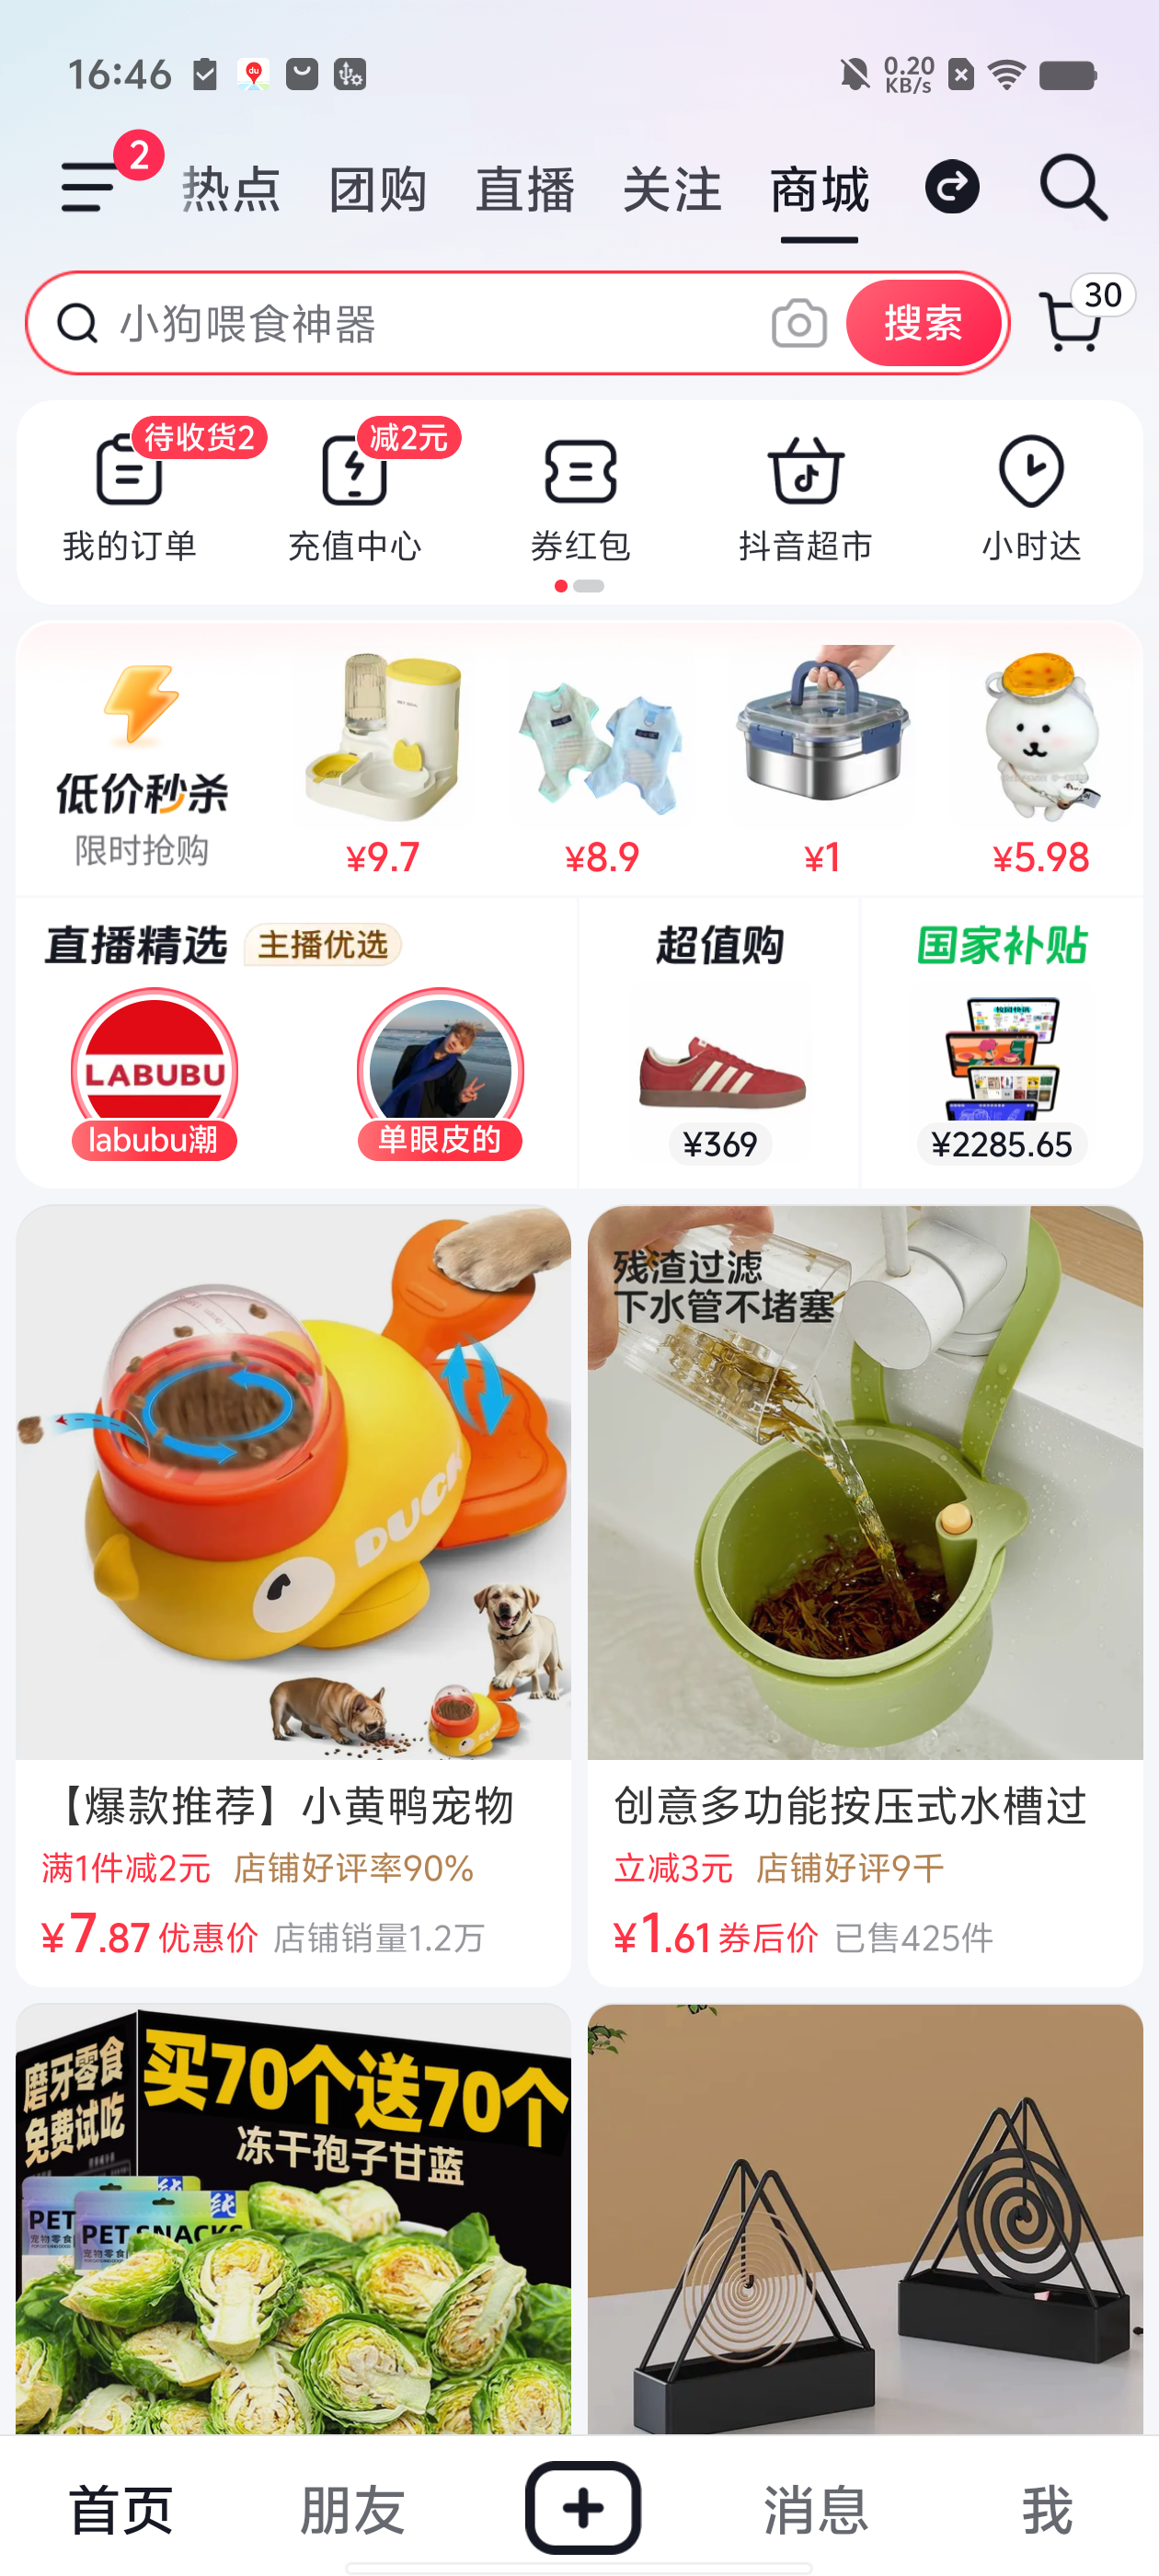 16:46
0.20
KB/s
2
热点 团购 直播 关注 商城
小狗喂食神器
搜索
30
待收货2
减2元
我的订单 充值中心 券红包 抖音超市 小时达
低价秒杀
限时抢购
¥9.7 ¥8.9 ¥1 ¥5.98
直播精选 主播优选
超值购
国家补贴
LABUBU
labubu潮
单眼皮的
¥369
¥2285.65
DUCK
残渣过滤
下水管不堵塞
【爆款推荐】小黄鸭宠物
满1件减2元 店铺好评率90%
¥7.87 优惠价 店铺销量1.2万
创意多功能按压式水槽过
立减3元 店铺好评9千
¥1.61 券后价 已售425件
磨牙零食
免费试吃
买70个送70个
冻干孢子甘蓝
PET
PET SNACKS
宠物零食
首页 朋友 消息 我